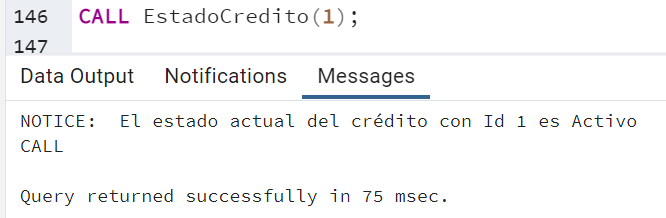 146 CALL EstadoCredito(1);
147
Data Output Notifications Messages
NOTICE:  El estado actual del crédito con Id 1 es Activo
CALL
Query returned successfully in 75 msec.